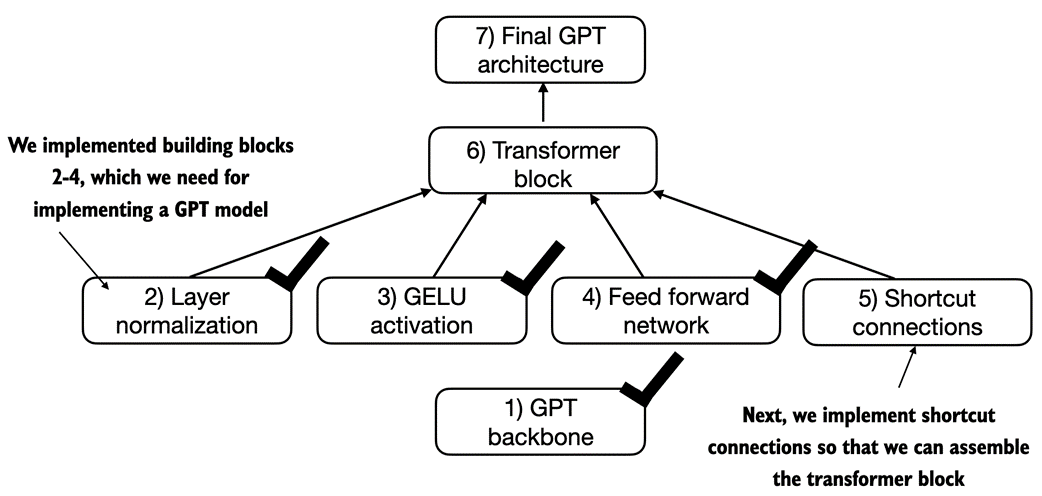 7) Final GPT
architecture
6) Transformer
block
We implemented building blocks
2-4, which we need for
implementing a GPT model
2) Layer
normalization
3) GELU
activation
4) Feed forward
network
5) Shortcut
connections
1) GPT
backbone
Next, we implement shortcut
connections so that we can assemble
the transformer block